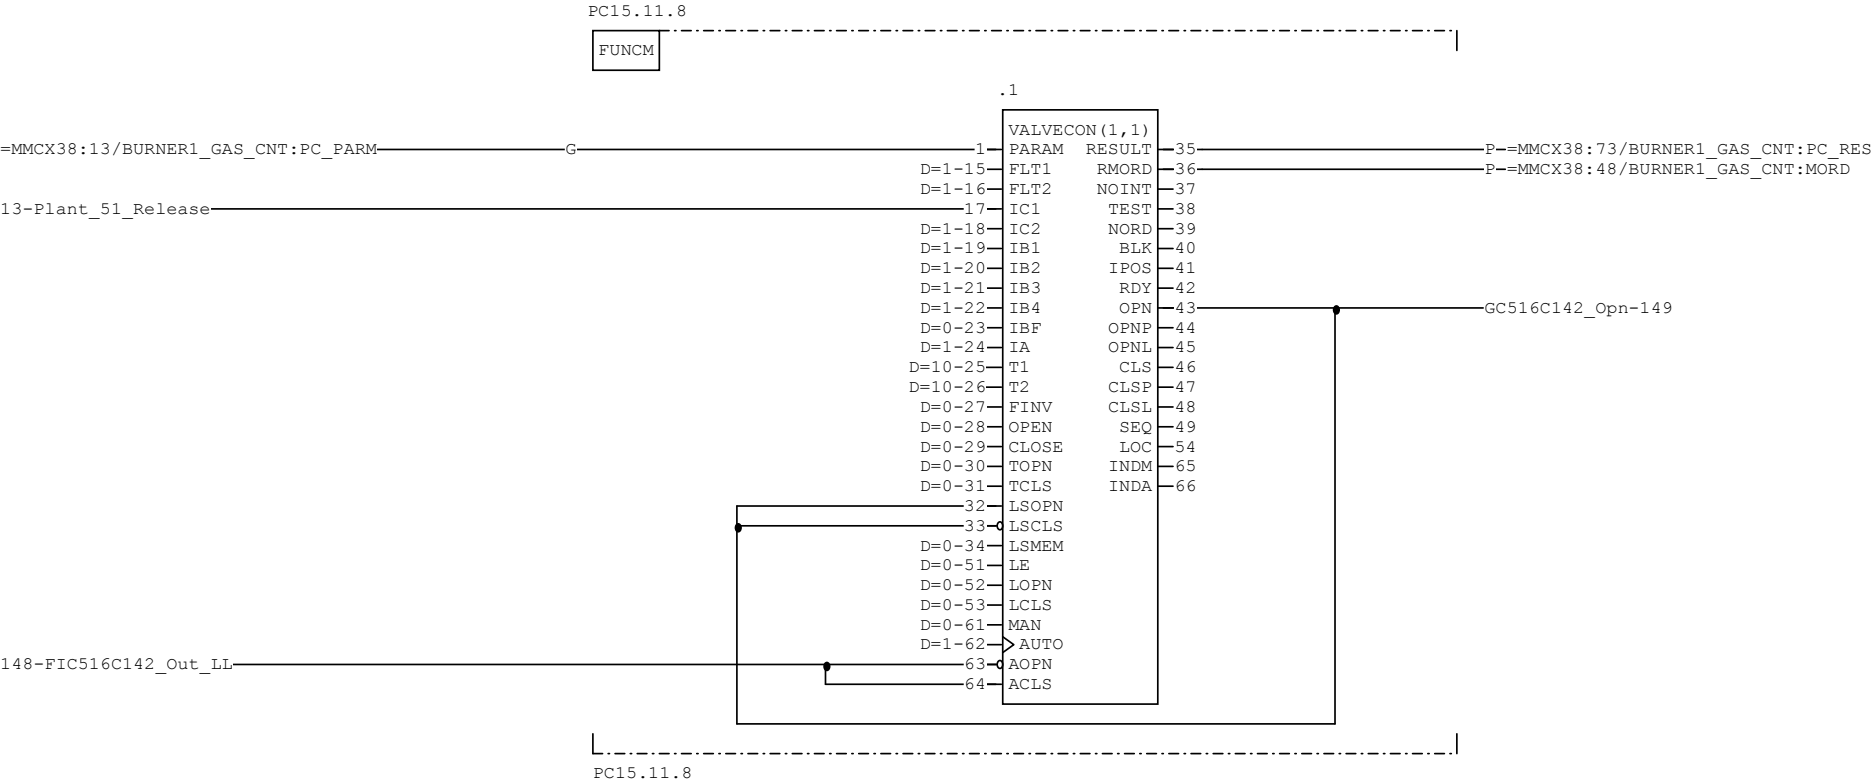 PC15.11.8
FUNCM
.1
VALVECON(1,1)
=MMCX38:13/BURNER1_GAS_CNT:PC_PARM G 1 PARAM RESULT 35 P-=MMCX38:73/BURNER1_GAS_CNT:PC_RES
D=1-15 FLT1 RMORD 36 P-=MMCX38:48/BURNER1_GAS_CNT:MORD
D=1-16 FLT2 NOINT 37
13-Plant_51_Release 17 IC1 TEST 38
D=1-18 IC2 NORD 39
D=1-19 IB1 BLK 40
D=1-20 IB2 IPOS 41
D=1-21 IB3 RDY 42
D=1-22 IB4 OPN 43 GC516C142_Opn-149
D=0-23 IBF OPNP 44
D=1-24 IA OPNL 45
D=10-25 T1 CLS 46
D=10-26 T2 CLSP 47
D=0-27 FINV CLSL 48
D=0-28 OPEN SEQ 49
D=0-29 CLOSE LOC 54
D=0-30 TOPN INDM 65
D=0-31 TCLS INDA 66
32 LSOPN
33 LSCLS
D=0-34 LSMEM
D=0-51 LE
D=0-52 LOPN
D=0-53 LCLS
D=0-61 MAN
D=1-62 AUTO
148-FIC516C142_Out_LL 63 AOPN
64 ACLS
PC15.11.8